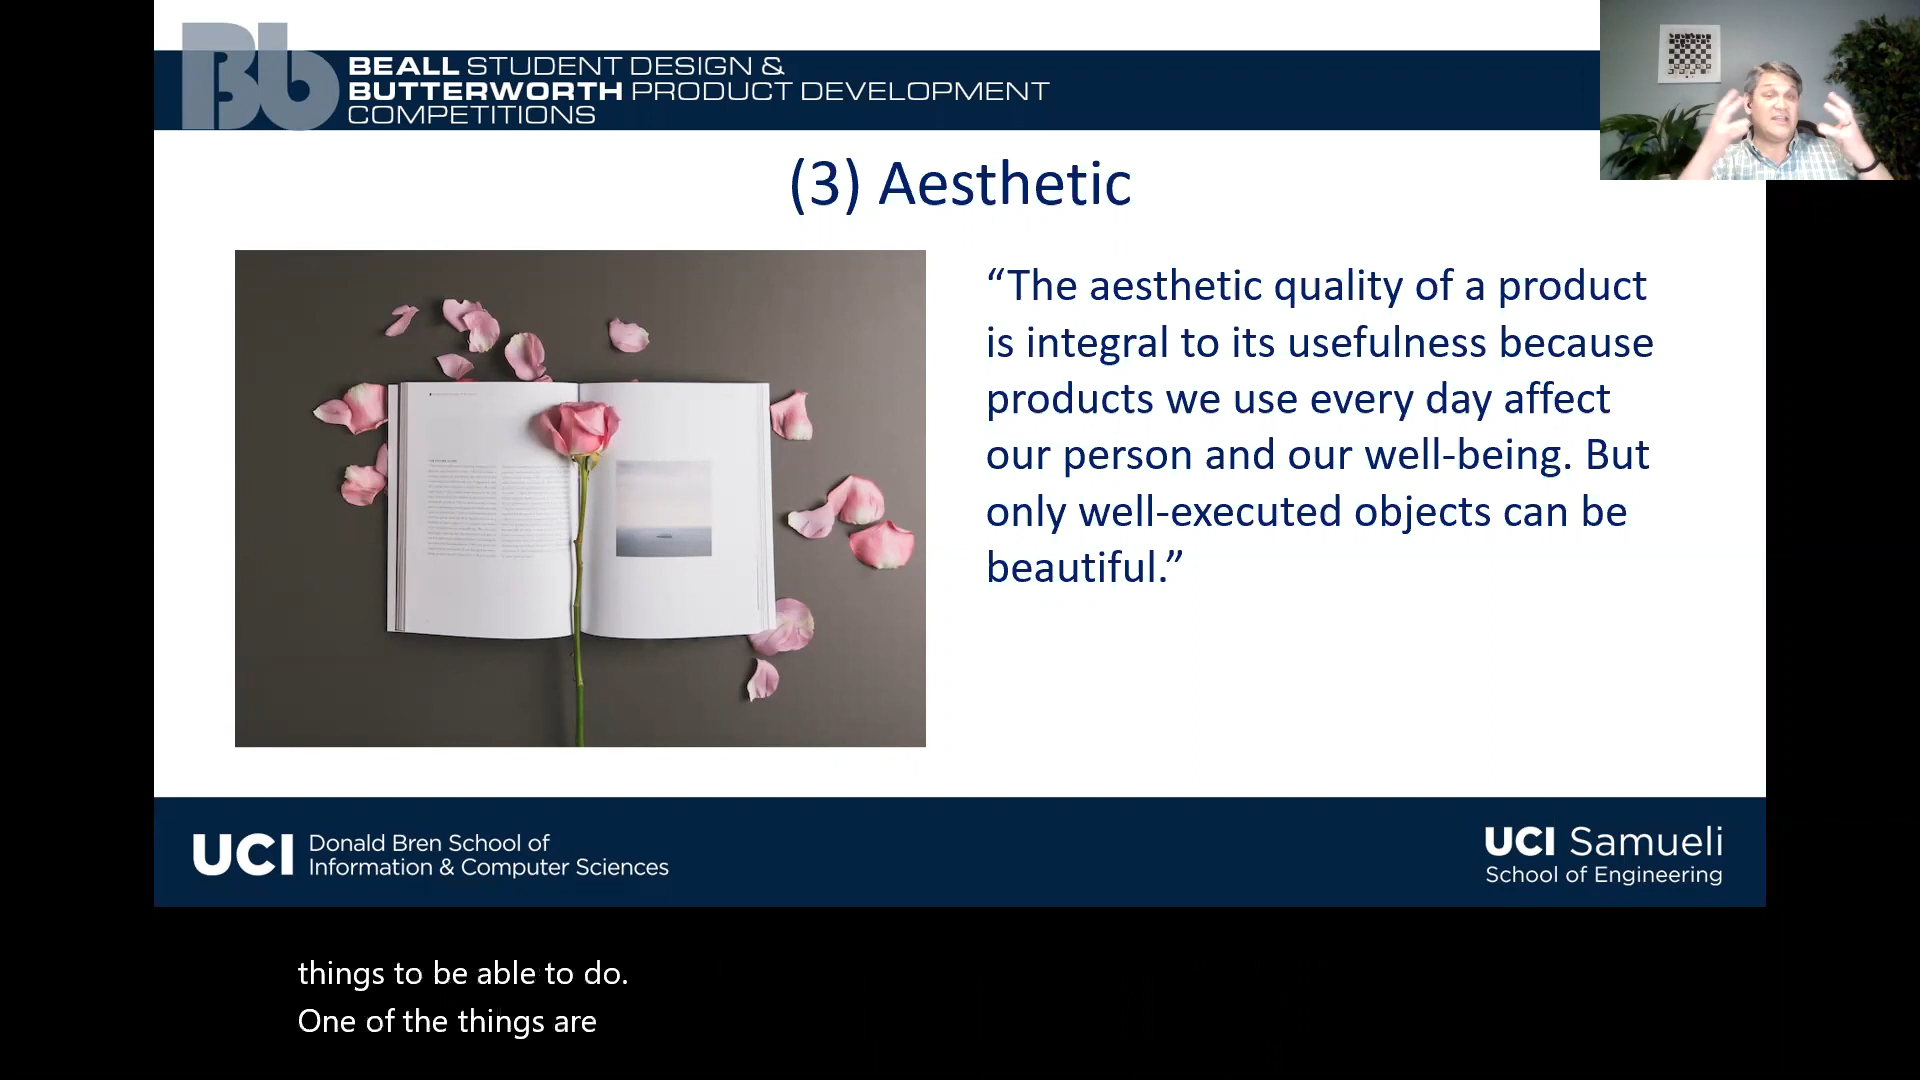 Bb
BEALL STUDENT DESIGN &
BUTTERWORTH PRODUCT DEVELOPMENT
COMPETITIONS
(3) Aesthetic
“The aesthetic quality of a product
is integral to its usefulness because
products we use every day affect
our person and our well-being. But
only well-executed objects can be
beautiful.”
UCI Donald Bren School of
Information & Computer Sciences
UCI Samueli
School of Engineering
things to be able to do.
One of the things are